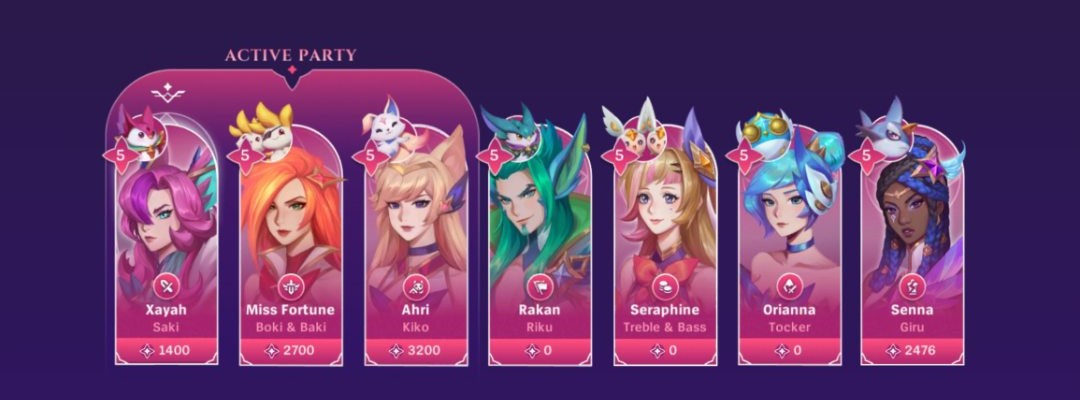 ACTIVE PARTY
5
Xayah
Saki
1400
5
Miss Fortune
Boki & Baki
2700
5
Ahri
Kiko
3200
5
Rakan
Riku
0
5
Seraphine
Treble & Bass
0
5
Orianna
Tocker
0
5
Senna
Giru
2476